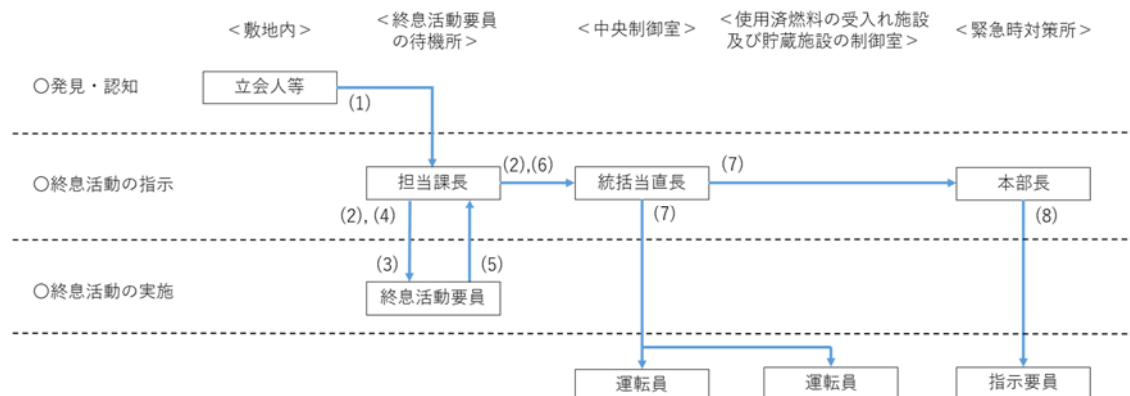 ＜敷地内＞
＜終息活動要員
の待機所＞
＜中央制御室＞
＜使用済燃料の受入れ施設
及び貯蔵施設の制御室＞
＜緊急時対策所＞
○発見・認知
立会人等
(1)
○終息活動の指示
担当課長
(2),(6)
統括当直長
(7)
本部長
(2), (4)
(7)
(8)
(3)
(5)
○終息活動の実施
終息活動要員
運転員
運転員
指示要員